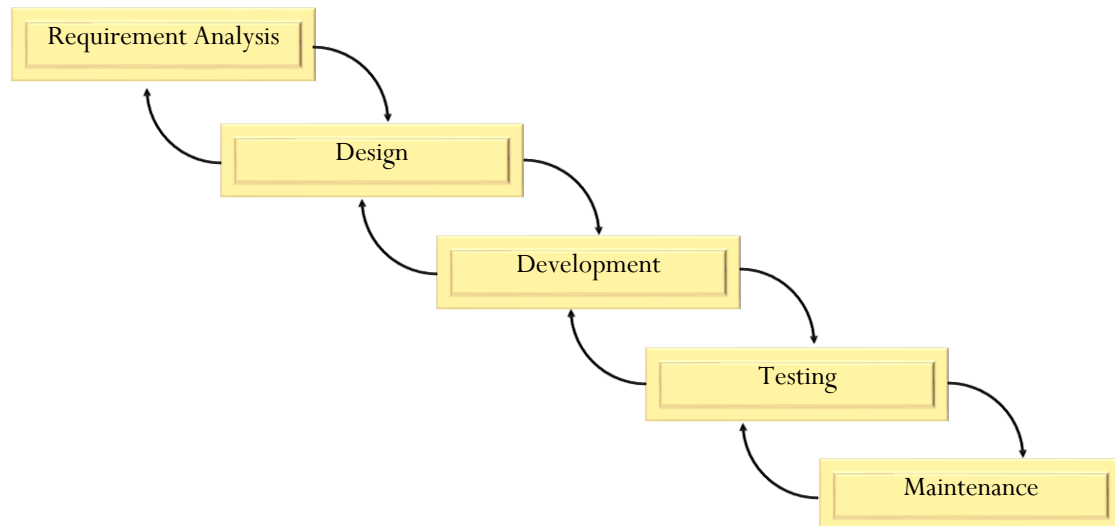 Requirement Analysis
Design
Development
Testing
Maintenance